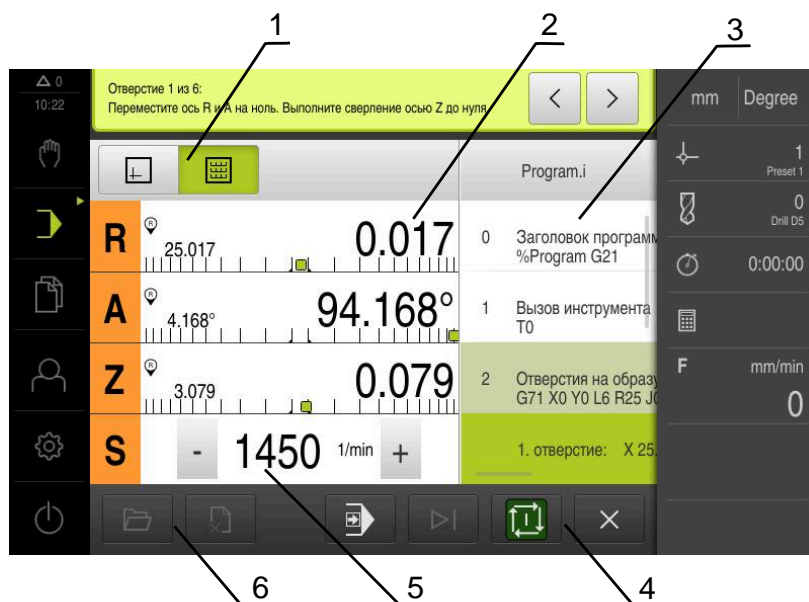 1
2
3
0
10:22
Отверстие 1 из 6:
Переместите ось R и A на ноль. Выполните сверление осью Z до нуля
< >
mm Degree
1
Preset 1
0
Drill D5
0:00:00
F mm/min
0
Program.i
R R 25.017 0.017
A R 4.168° 94.168°
Z R 3.079 0.079
S - 1450 1/min +
0 Заголовок программ
%Program G21
1 Вызов инструмента
T0
2 Отверстия на образу
G71 X0 Y0 L6 R25 J0
1. отверстие: X 25.
6
5
4